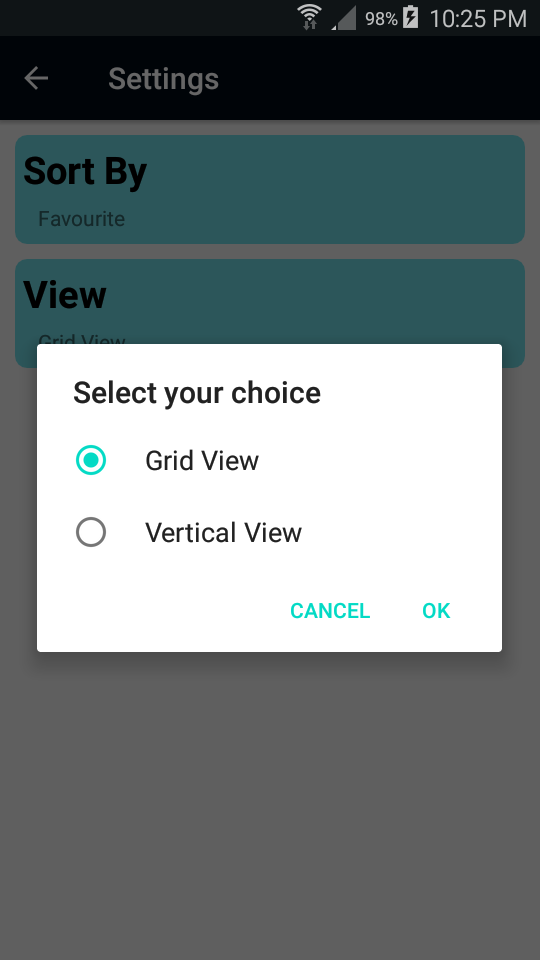 98% 10:25 PM
Settings
Sort By
Favourite
View
Grid View
Select your choice
Grid View
Vertical View
CANCEL OK